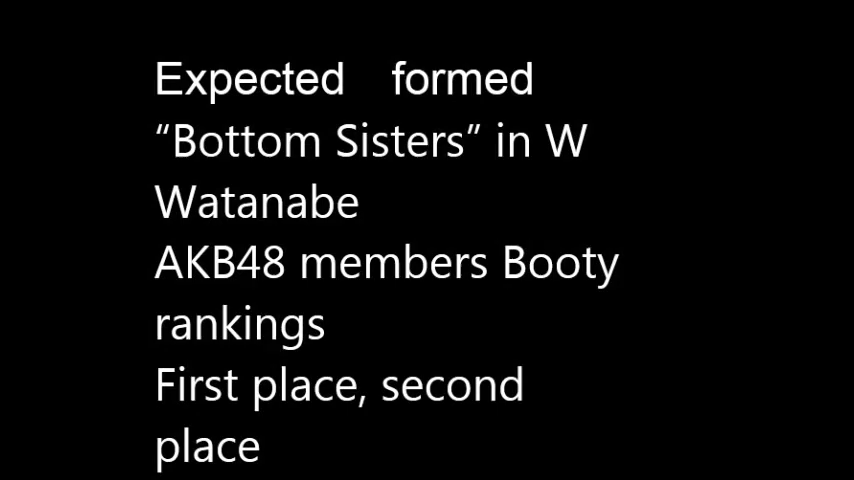 Expected formed
“Bottom Sisters” in W
Watanabe
AKB48 members Booty
rankings
First place, second
place